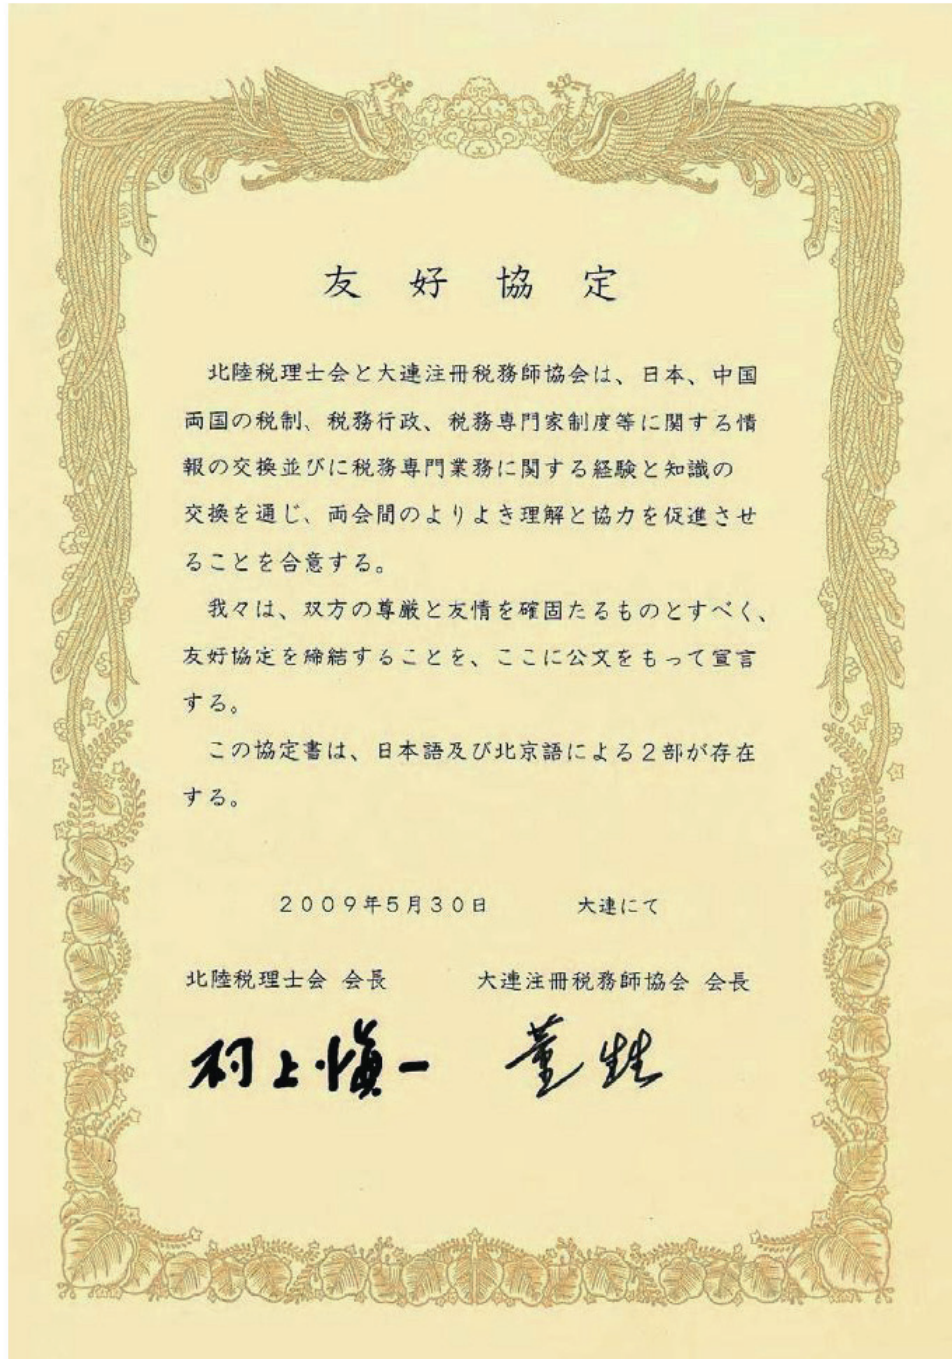 友好協定
北陸税理士会と大連注冊税務師協会は、日本、中国
両国の税制、税務行政、税務専門家制度等に関する情
報の交換並びに税務専門業務に関する経験と知識の
交換を通じ、両会間のよりよき理解と協力を促進させ
ることを合意する。
我々は、双方の尊厳と友情を確固たるものとすべく、
友好協定を締結することを、ここに公文をもって宣言
する。
この協定書は、日本語及び北京語による2部が存在
する。
2009年5月30日 大連にて
北陸税理士会 会長 大連注冊税務師協会 会長
村上慎一 董